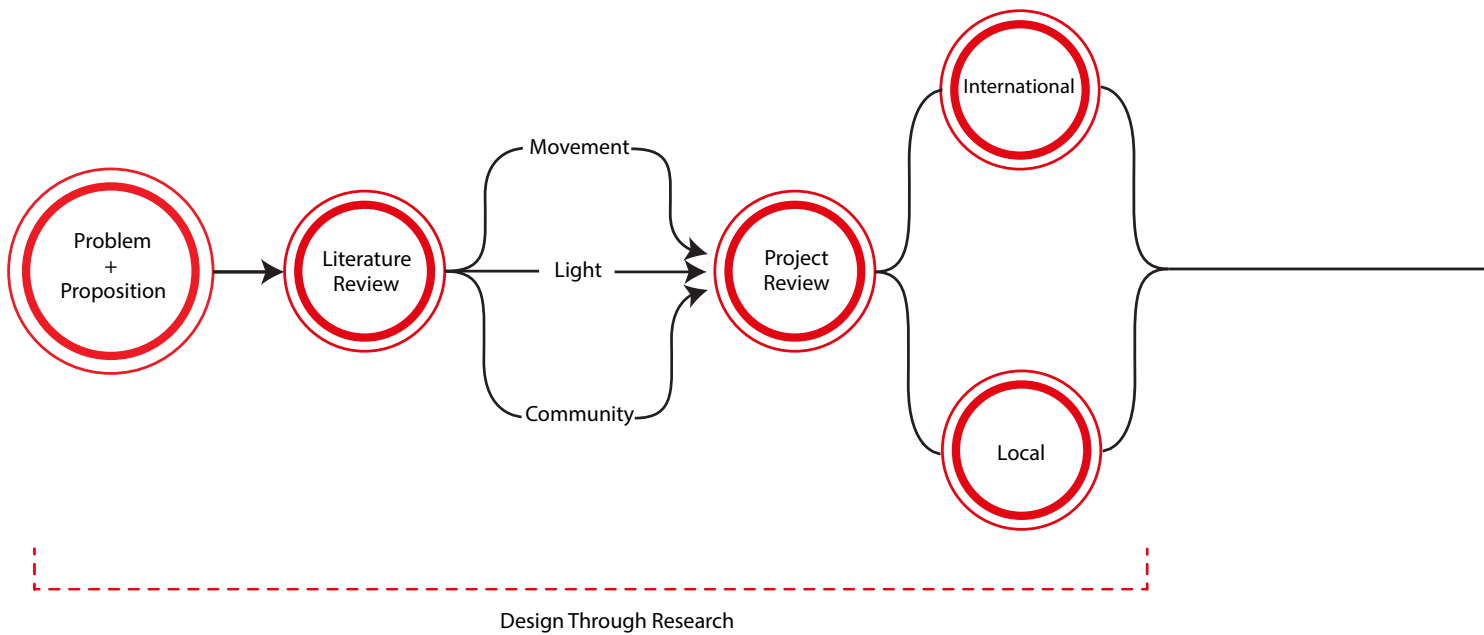 Problem
+
Proposition
Literature
Review
Movement
Light
Community
Project
Review
International
Local
Design Through Research